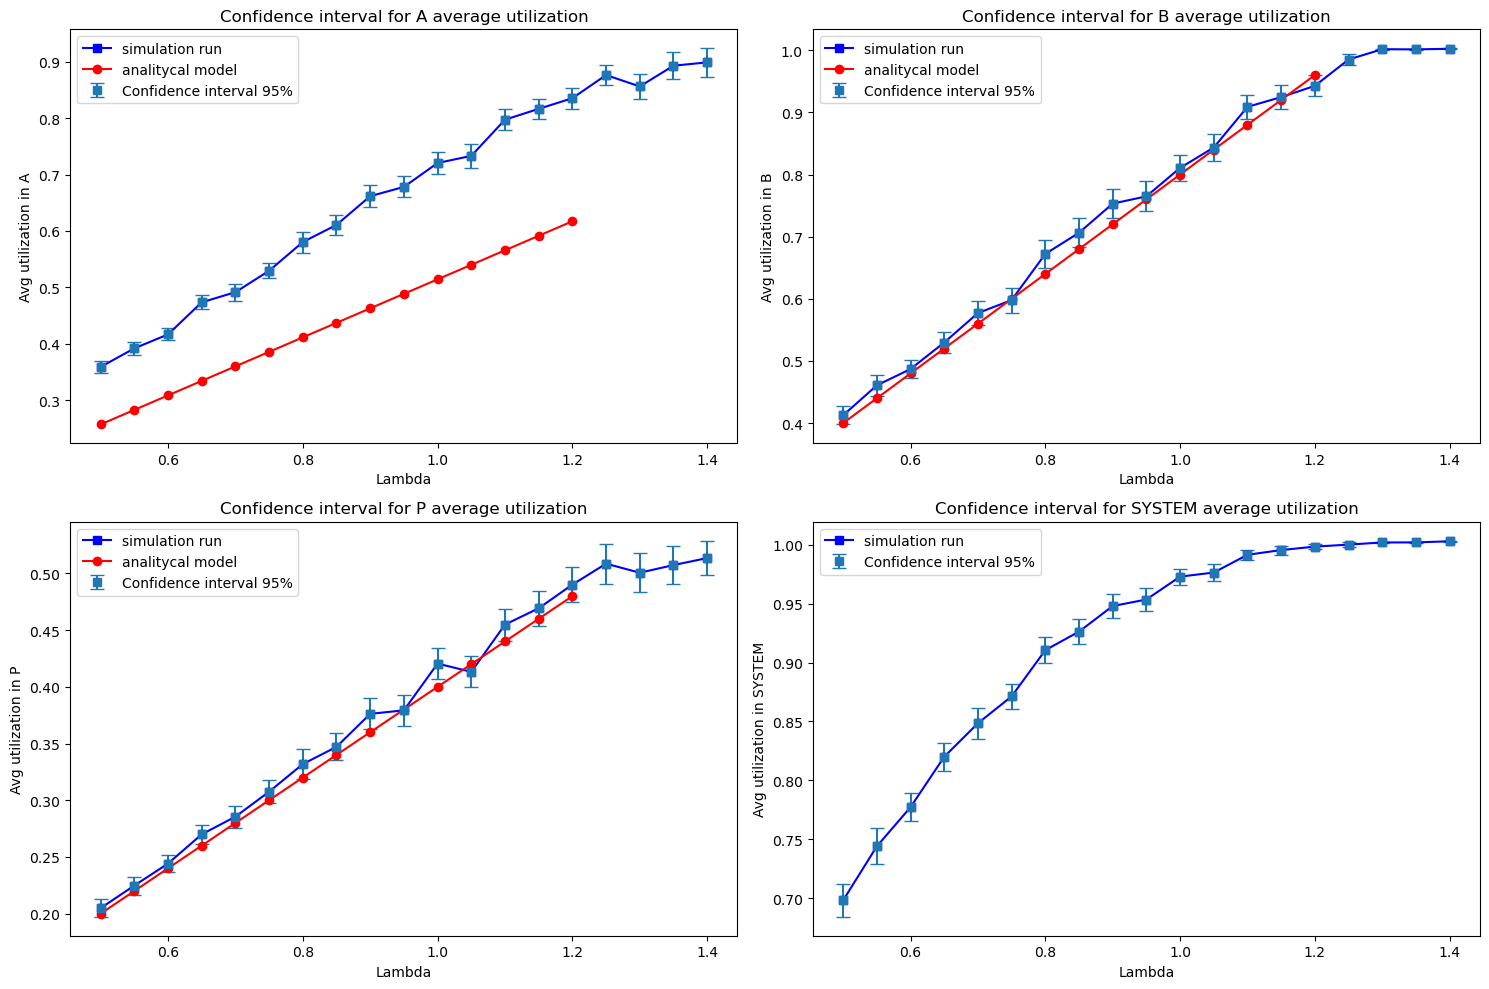 Confidence interval for A average utilization
simulation run
analitycal model
Confidence interval 95%
Avg utilization in A
0.9
0.8
0.7
0.6
0.5
0.4
0.3
0.6
0.8
1.0
1.2
1.4
Lambda
Confidence interval for B average utilization
simulation run
analitycal model
Confidence interval 95%
Avg utilization in B
1.0
0.9
0.8
0.7
0.6
0.5
0.4
0.6
0.8
1.0
1.2
1.4
Lambda
Confidence interval for P average utilization
simulation run
analitycal model
Confidence interval 95%
Avg utilization in P
0.50
0.45
0.40
0.35
0.30
0.25
0.20
0.6
0.8
1.0
1.2
1.4
Lambda
Confidence interval for SYSTEM average utilization
simulation run
Confidence interval 95%
Avg utilization in SYSTEM
1.00
0.95
0.90
0.85
0.80
0.75
0.70
0.6
0.8
1.0
1.2
1.4
Lambda